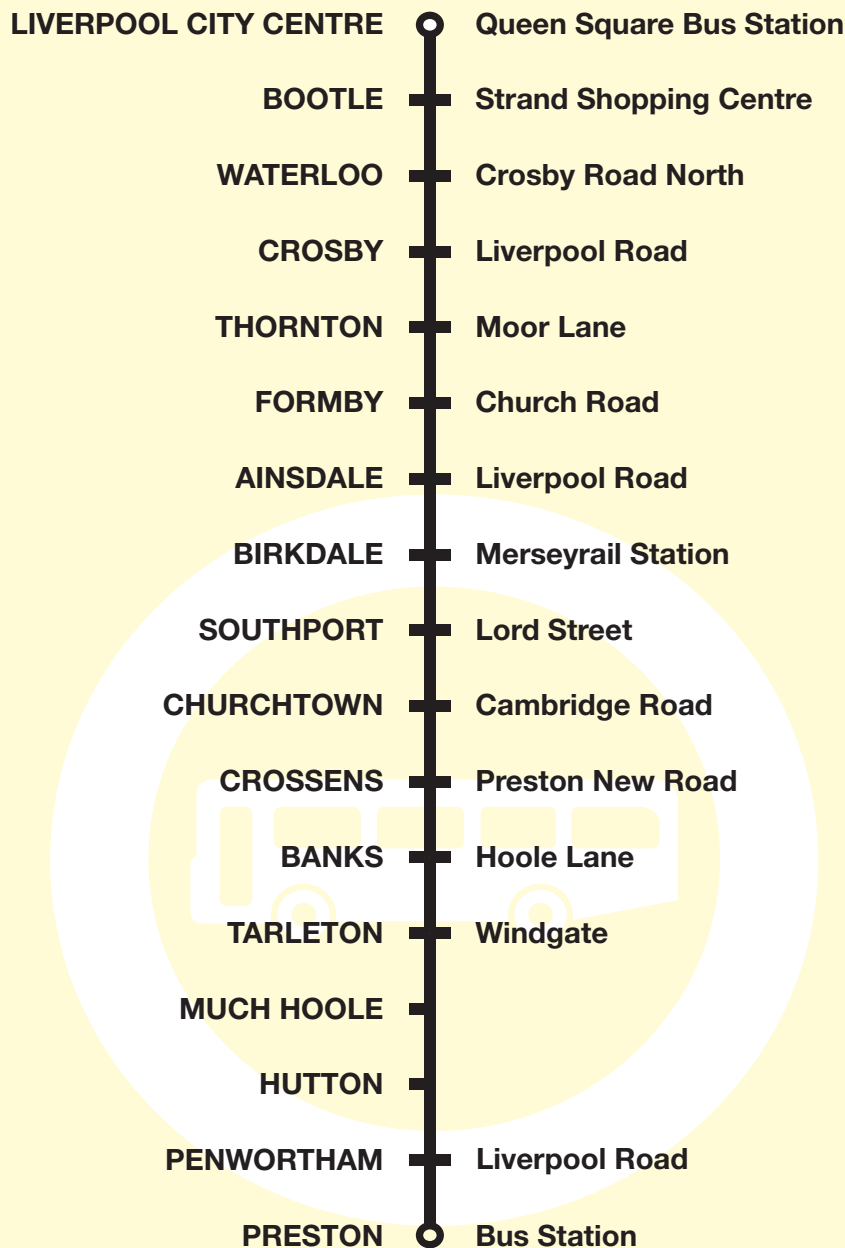 LIVERPOOL CITY CENTRE Queen Square Bus Station
BOOTLE Strand Shopping Centre
WATERLOO Crosby Road North
CROSBY Liverpool Road
THORNTON Moor Lane
FORMBY Church Road
AINSDALE Liverpool Road
BIRKDALE Merseyrail Station
SOUTHPORT Lord Street
CHURCHTOWN Cambridge Road
CROSSENS Preston New Road
BANKS Hoole Lane
TARLETON Windgate
MUCH HOOLE
HUTTON
PENWORTHAM Liverpool Road
PRESTON Bus Station